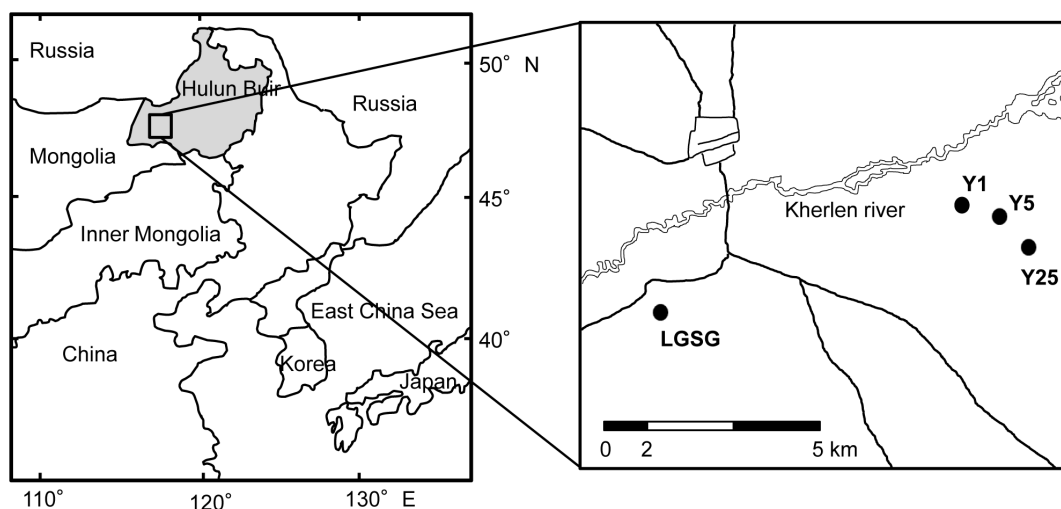 Russia
50° N
Hulun Buir
Russia
Mongolia
45°
Inner Mongolia
East China Sea
40°
China
Korea
Japan
110°
120° E
130°
Y1
Y5
Kherlen river
Y25
LGSG
0 2 5 km